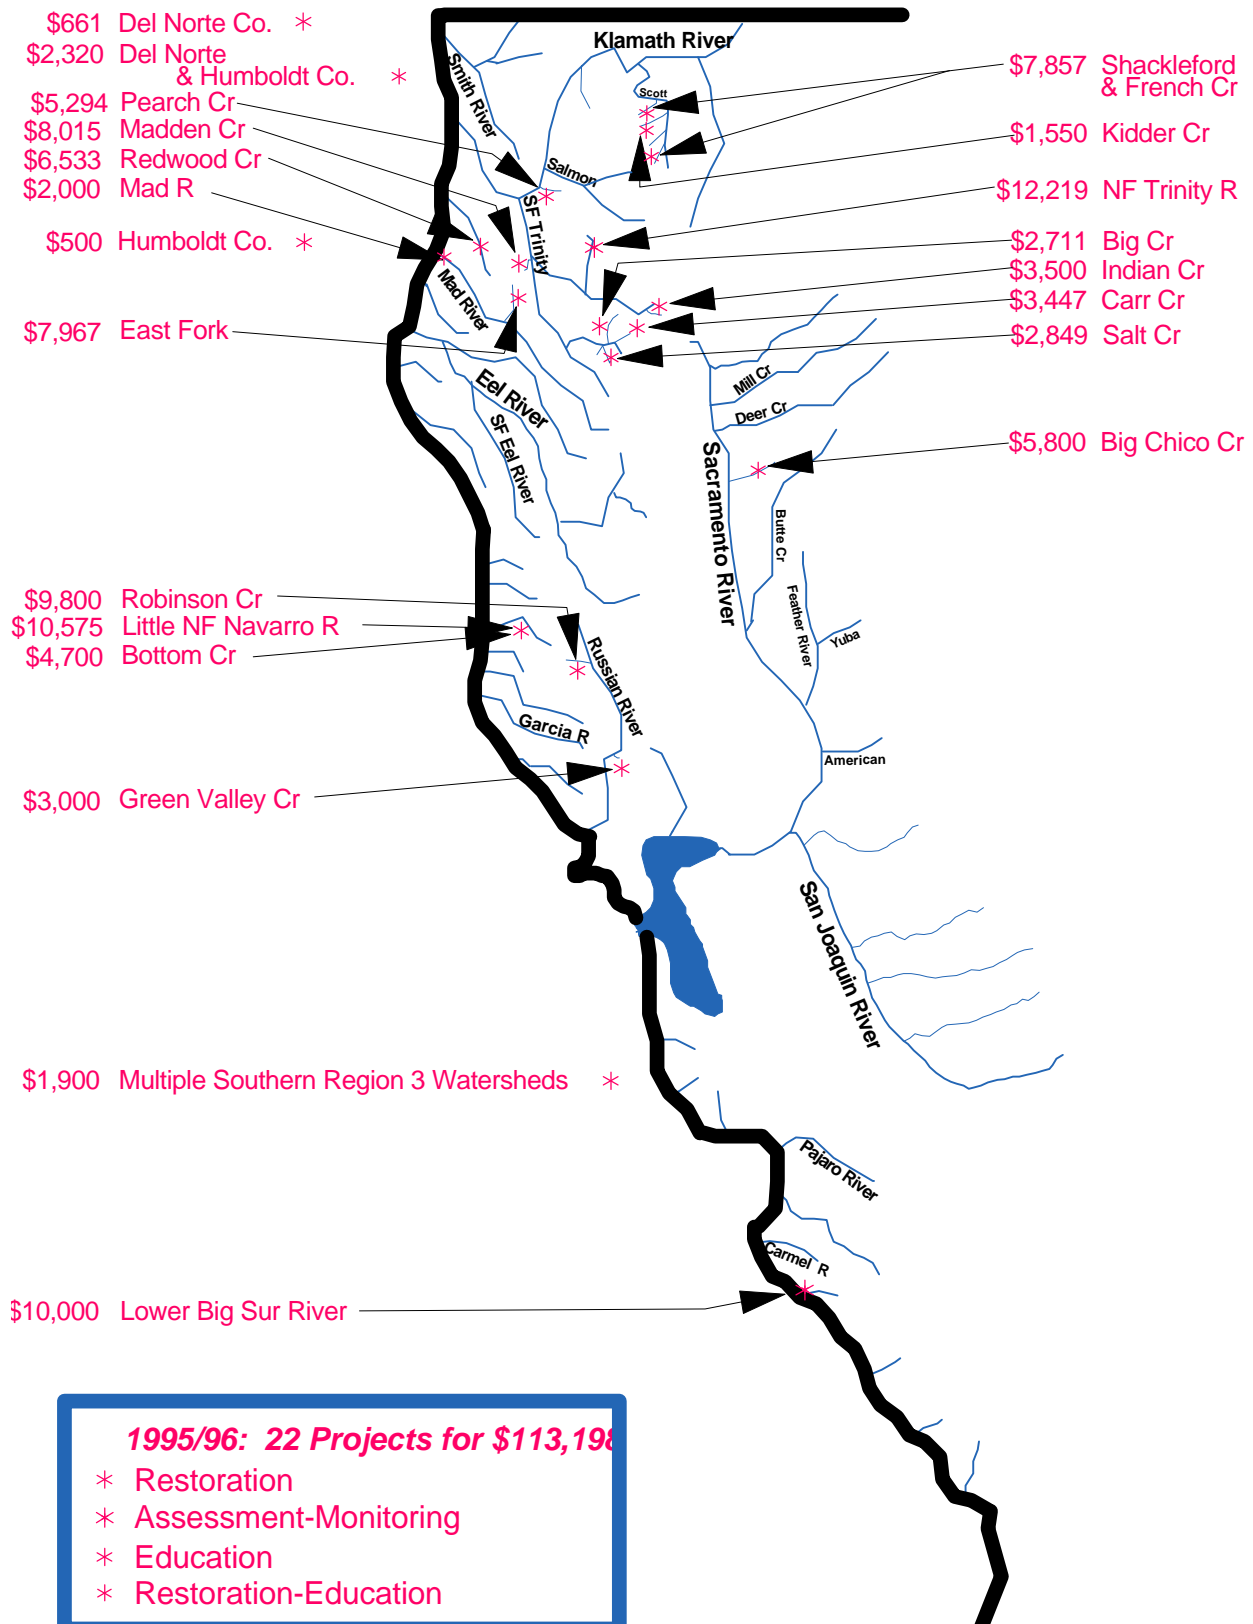 $661 Del Norte Co. *
$2,320 Del Norte
& Humboldt Co. *
$5,294 Pearch Cr
$8,015 Madden Cr
$6,533 Redwood Cr
$2,000 Mad R
$500 Humboldt Co. *
$7,967 East Fork
$9,800 Robinson Cr
$10,575 Little NF Navarro R
$4,700 Bottom Cr
$3,000 Green Valley Cr
$1,900 Multiple Southern Region 3 Watersheds *
$10,000 Lower Big Sur River
$7,857 Shackleford
& French Cr
$1,550 Kidder Cr
$12,219 NF Trinity R
$2,711 Big Cr
$3,500 Indian Cr
$3,447 Carr Cr
$2,849 Salt Cr
$5,800 Big Chico Cr
Klamath River
Smith River
Scott
Salmon
SF Trinity
Mad River
Eel River
SF Eel River
Mill Cr
Deer Cr
Sacramento River
Butte Cr
Feather River
Yuba
Russian River
Garcia R
American
San Joaquin River
Pajaro River
Carmel R
1995/96: 22 Projects for $113,198
* Restoration
* Assessment-Monitoring
* Education
* Restoration-Education